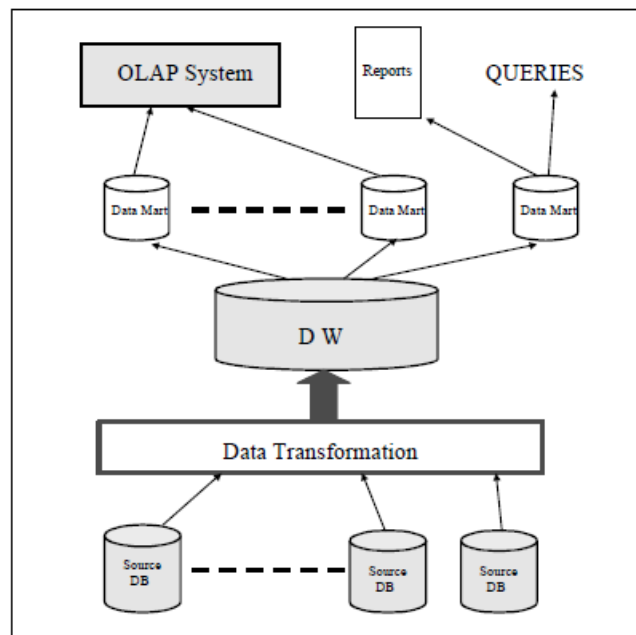 OLAP System
Reports
QUERIES
Data Mart
Data Mart
Data Mart
D W
Data Transformation
Source
DB
Source
DB
Source
DB